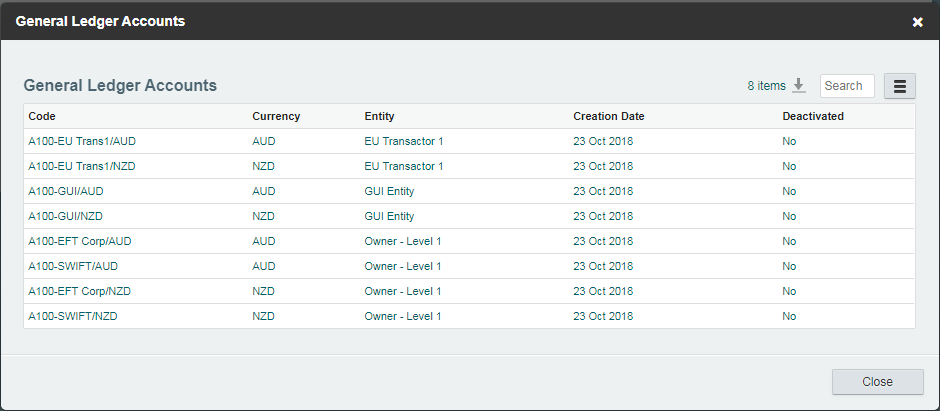 General Ledger Accounts
General Ledger Accounts 8 items Search
Code Currency Entity Creation Date Deactivated
A100-EU Trans1/AUD AUD EU Transactor 1 23 Oct 2018 No
A100-EU Trans1/NZD NZD EU Transactor 1 23 Oct 2018 No
A100-GUI/AUD AUD GUI Entity 23 Oct 2018 No
A100-GUI/NZD NZD GUI Entity 23 Oct 2018 No
A100-EFT Corp/AUD AUD Owner - Level 1 23 Oct 2018 No
A100-SWIFT/AUD AUD Owner - Level 1 23 Oct 2018 No
A100-EFT Corp/NZD NZD Owner - Level 1 23 Oct 2018 No
A100-SWIFT/NZD NZD Owner - Level 1 23 Oct 2018 No
Close